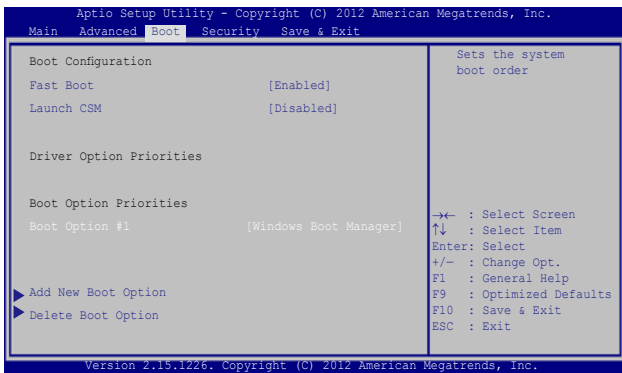 Aptio Setup Utility - Copyright (C) 2012 American Megatrends, Inc.
Main Advanced Boot Security Save & Exit
Boot Configuration
Fast Boot [Enabled]
Launch CSM [Disabled]
Driver Option Priorities
Boot Option Priorities
Boot Option #1 [Windows Boot Manager]
Add New Boot Option
Delete Boot Option
Sets the system
boot order
→← : Select Screen
↑↓ : Select Item
Enter: Select
+/— : Change Opt.
F1 : General Help
F9 : Optimized Defaults
F10 : Save & Exit
ESC : Exit
Version 2.15.1226. Copyright (C) 2012 American Megatrends, Inc.